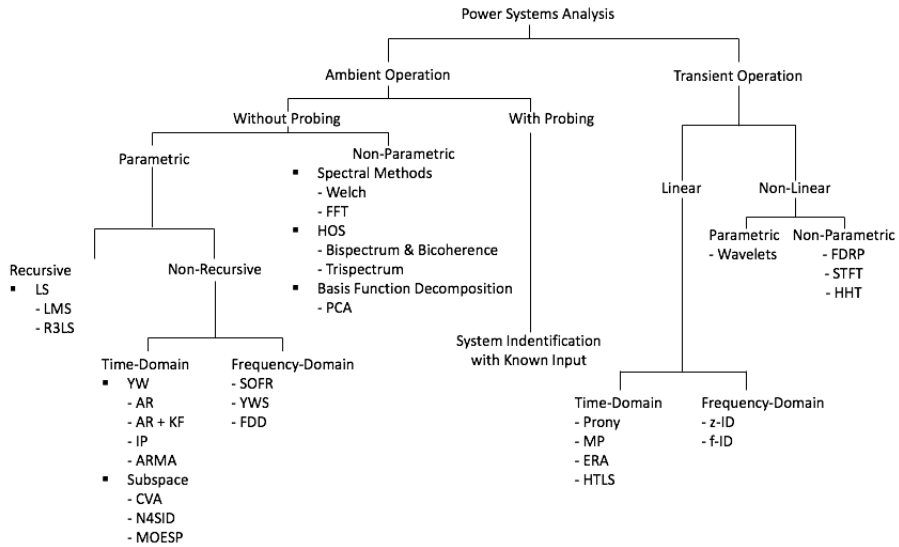 Power Systems Analysis
Ambient Operation
Transient Operation
Without Probing
With Probing
Parametric
Non-Parametric
▪ Spectral Methods
- Welch
- FFT
▪ HOS
- Bispectrum & Bicoherence
- Trispectrum
▪ Basis Function Decomposition
- PCA
Linear
Non-Linear
Parametric
- Wavelets
Non-Parametric
- FDRP
- STFT
- HHT
Recursive
▪ LS
- LMS
- R3LS
Non-Recursive
System Indentification
with Known Input
Time-Domain
▪ YW
- AR
- AR + KF
- IP
- ARMA
▪ Subspace
- CVA
- N4SID
- MOESP
Frequency-Domain
- SOFR
- YWS
- FDD
Time-Domain
- Prony
- MP
- ERA
- HTLS
Frequency-Domain
- z-ID
- f-ID